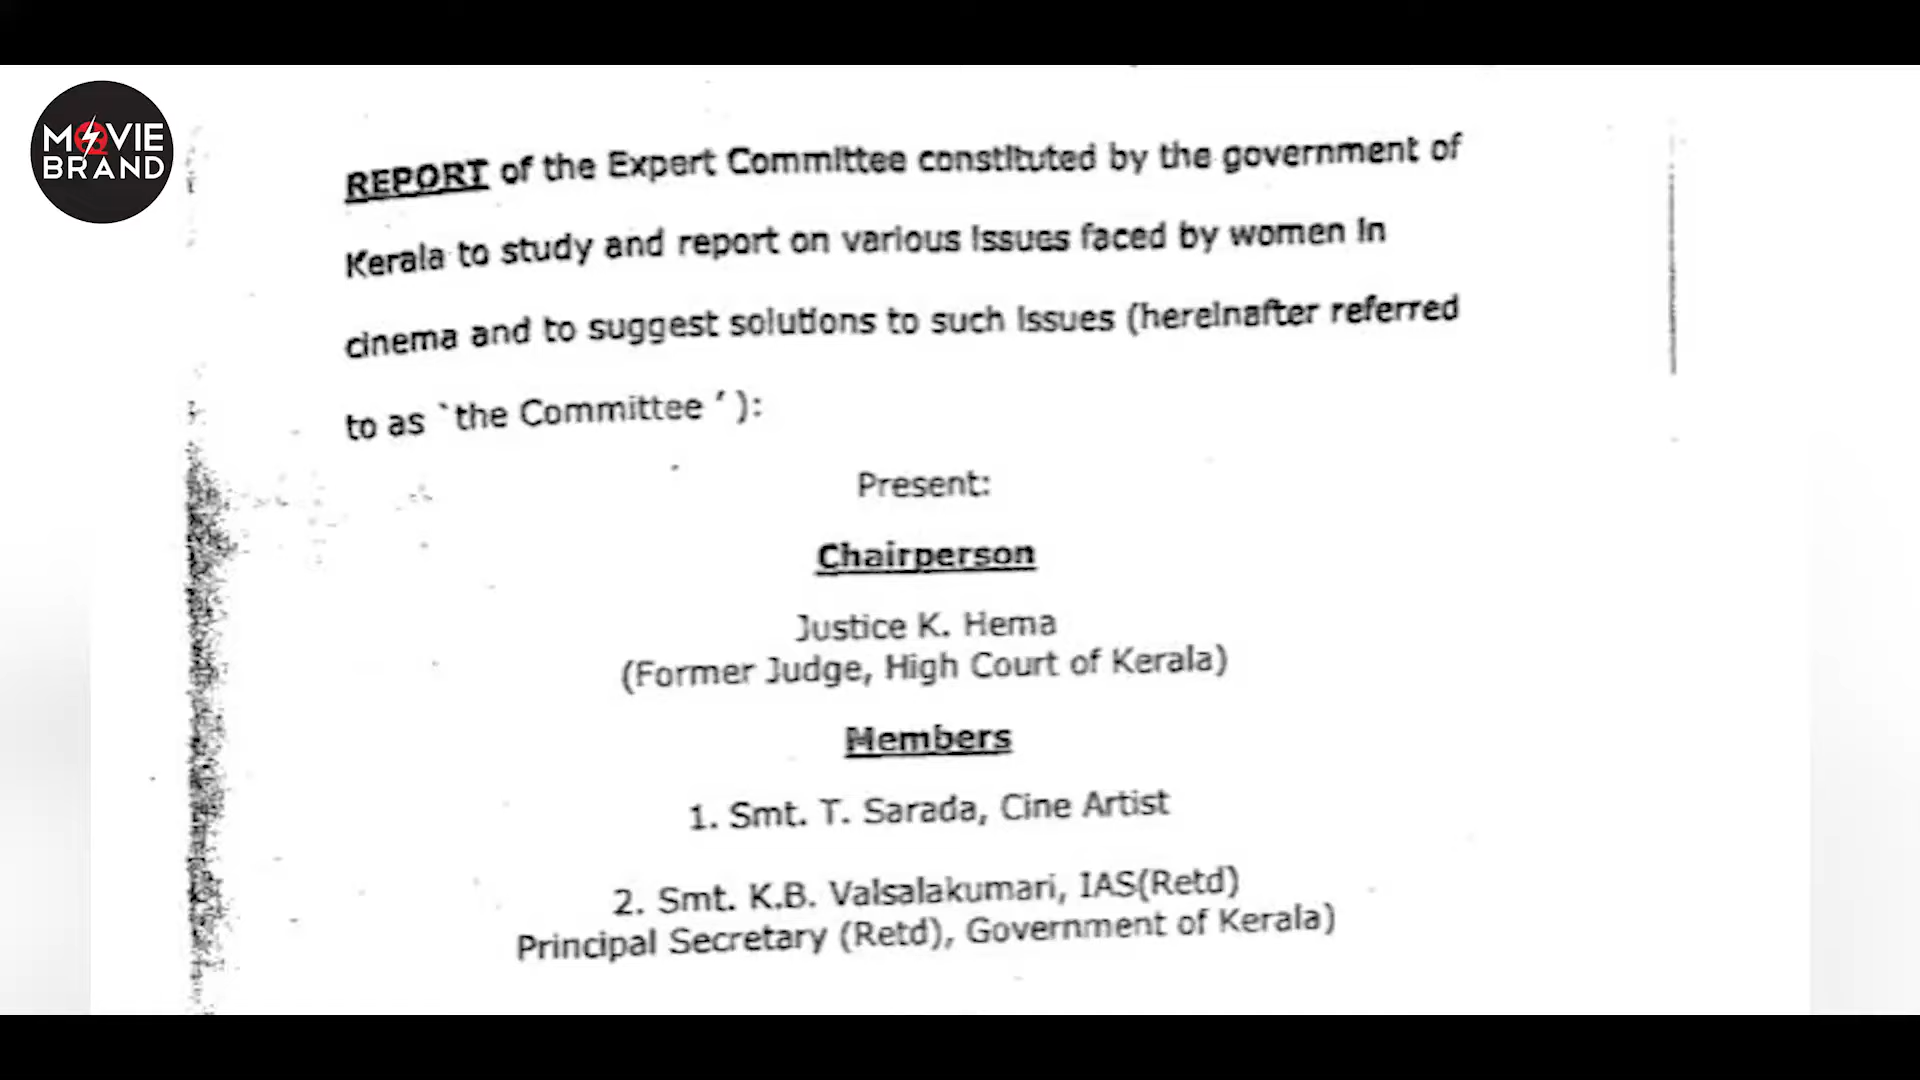 MOVIE
BRAND
REPORT of the Expert Committee constituted by the government of
Kerala to study and report on various issues faced by women in
cinema and to suggest solutions to such issues (hereinafter referred
to as `the Committee ' ):
Present:
Chairperson
Justice K. Hema
(Former Judge, High Court of Kerala)
Members
1. Smt. T. Sarada, Cine Artist
2. Smt. K.B. Valsalakumari, IAS(Retd)
Principal Secretary (Retd), Government of Kerala)